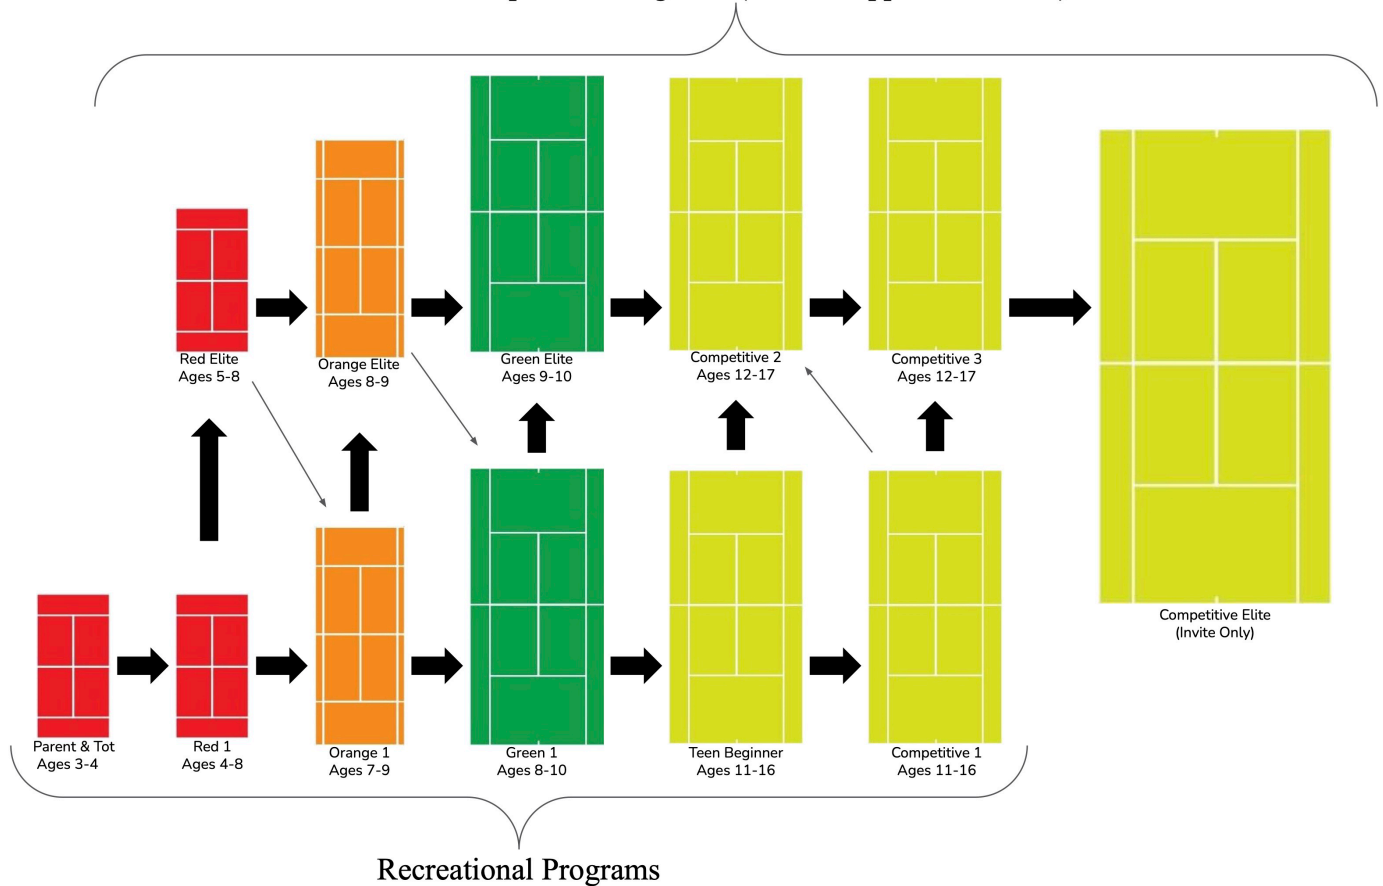 Red Elite
Ages 5-8
Orange Elite
Ages 8-9
Green Elite
Ages 9-10
Competitive 2
Ages 12-17
Competitive 3
Ages 12-17
Competitive Elite
(Invite Only)
Parent & Tot
Ages 3-4
Red 1
Ages 4-8
Orange 1
Ages 7-9
Green 1
Ages 8-10
Teen Beginner
Ages 11-16
Competitive 1
Ages 11-16
Recreational Programs